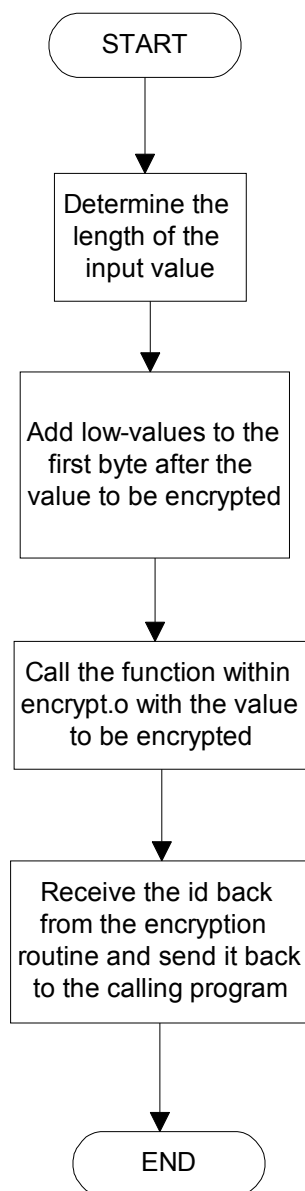 START
Determine the
length of the
input value
Add low-values to the
first byte after the
value to be encrypted
Call the function within
encrypt.o with the value
to be encrypted
Receive the id back
from the encryption
routine and send it back
to the calling program
END